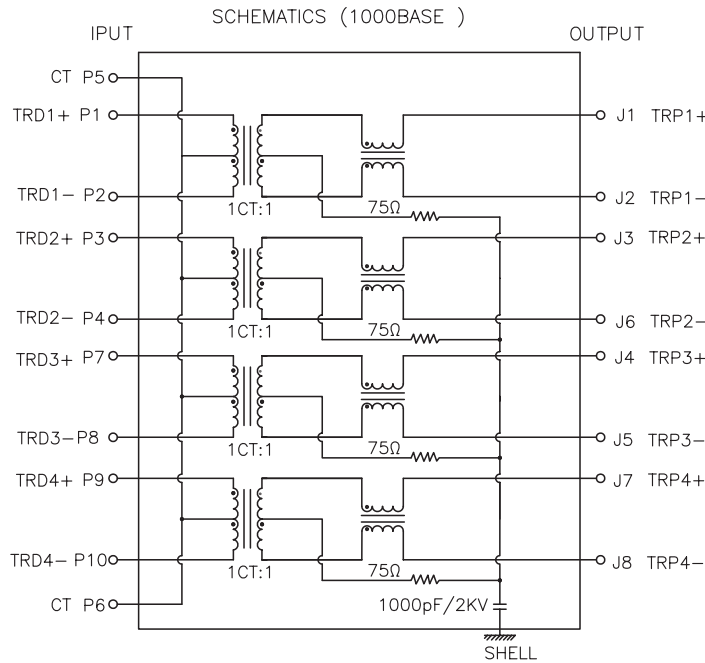 SCHEMATICS (1000BASE )
IPUT
OUTPUT
CT P5
TRD1+ P1
J1 TRP1+
TRD1- P2
1CT:1
75Ω
J2 TRP1-
TRD2+ P3
J3 TRP2+
TRD2- P4
1CT:1
75Ω
J6 TRP2-
TRD3+ P7
J4 TRP3+
TRD3-P8
1CT:1
75Ω
J5 TRP3-
TRD4+ P9
J7 TRP4+
TRD4- P10
1CT:1
75Ω
J8 TRP4-
CT P6
1000pF/2KV
SHELL